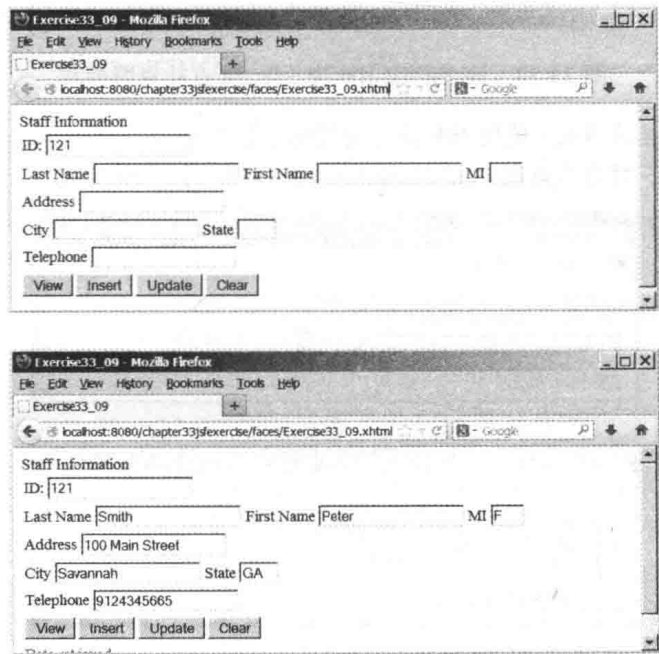 Exercise33_09 - Mozilla Firefox
File Edit View History Bookmarks Tools Help
Exercise33_09 +
localhost:8080/chapter33jsfexercise/faces/Exercise33_09.xhtml Google
Staff Information
ID: 121
Last Name First Name MI
Address
City State
Telephone
View Insert Update Clear
Exercise33_09 - Mozilla Firefox
File Edit View History Bookmarks Tools Help
Exercise33_09 +
localhost:8080/chapter33jsfexercise/faces/Exercise33_09.xhtml Google
Staff Information
ID: 121
Last Name Smith First Name Peter MI F
Address 100 Main Street
City Savannah State GA
Telephone 9124345665
View Insert Update Clear